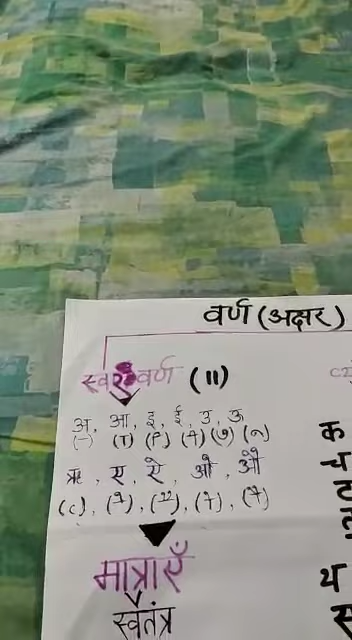 वर्ण (अक्षर)
स्वर वर्ण (11)
अ, आ, इ, ई, उ, ऊ
(-) (ा) (ि) (ी) (ु) (ू)
ऋ, ए, ऐ, ओ, औ
(ृ), (े), (ै), (ो), (ौ)
मात्राएँ
स्वतंत्र
क
च
ट
थ